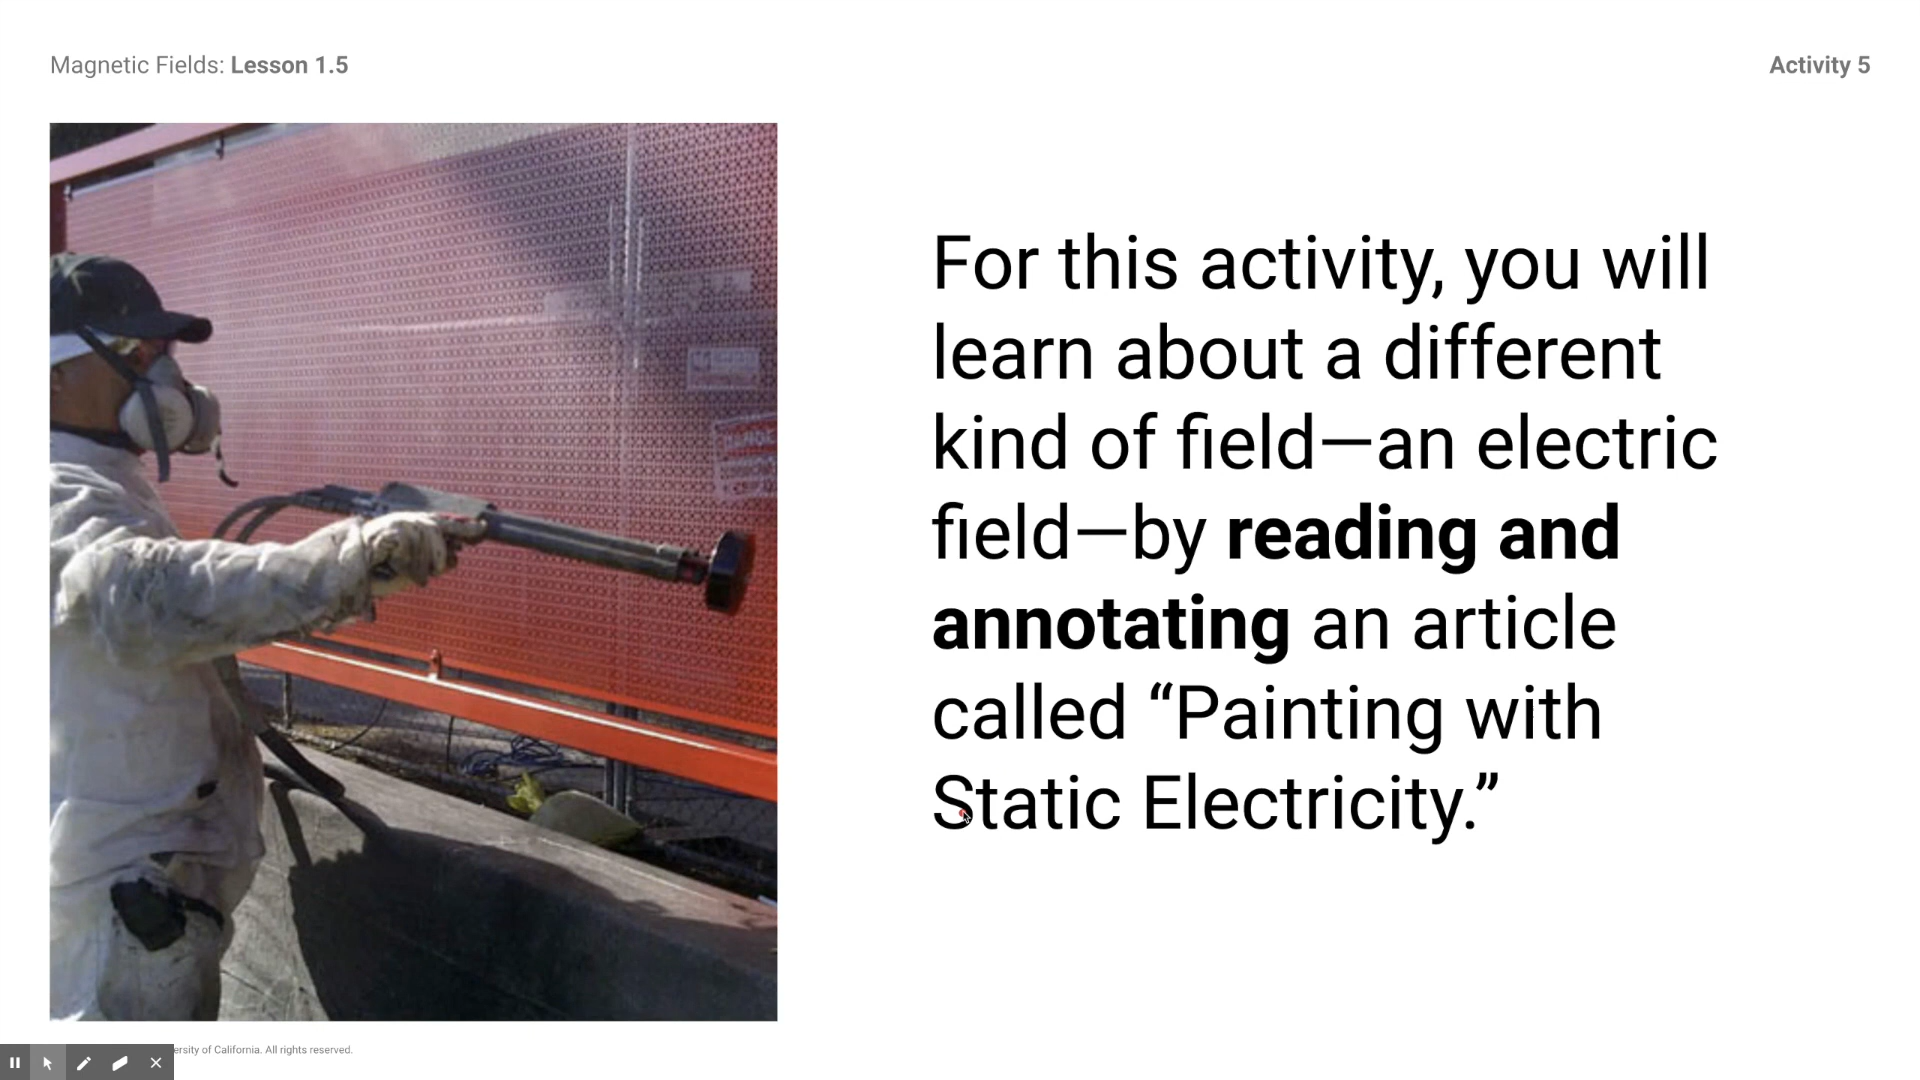 Magnetic Fields: Lesson 1.5
Activity 5
For this activity, you will
learn about a different
kind of field—an electric
field—by reading and
annotating an article
called “Painting with
Static Electricity.”
of California. All rights reserved.